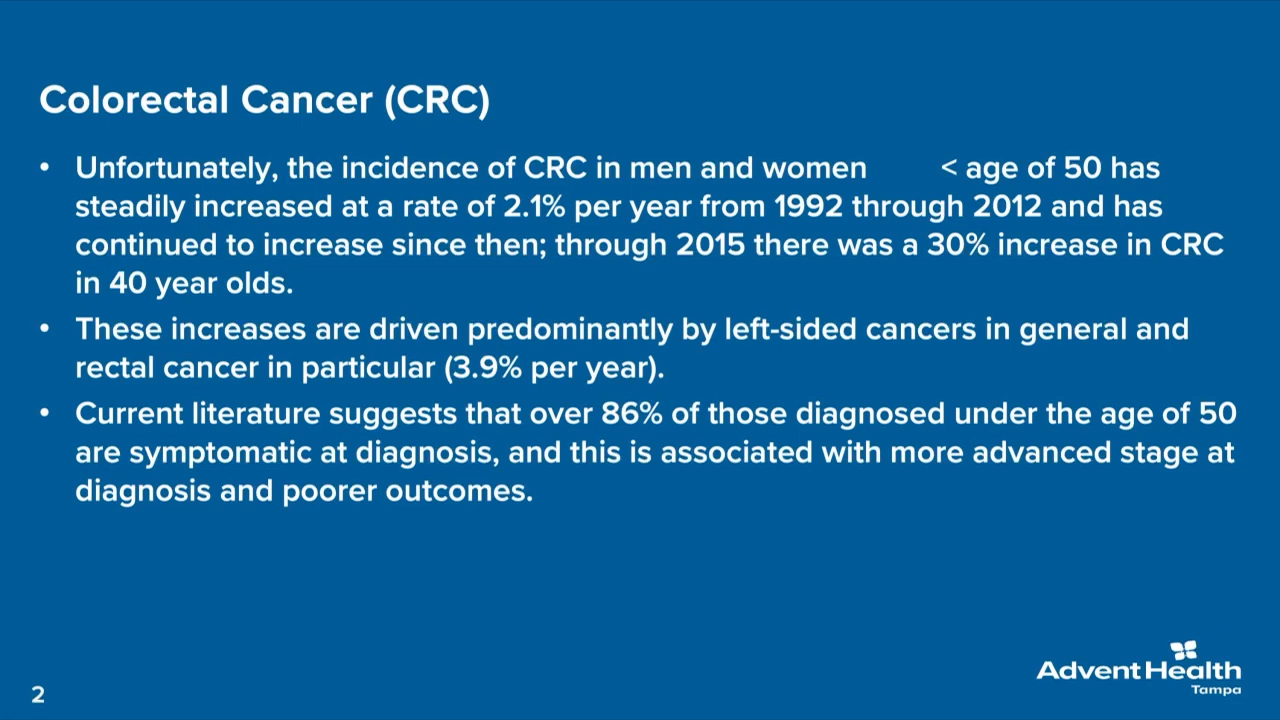 Colorectal Cancer (CRC)
• Unfortunately, the incidence of CRC in men and women < age of 50 has
steadily increased at a rate of 2.1% per year from 1992 through 2012 and has
continued to increase since then; through 2015 there was a 30% increase in CRC
in 40 year olds.
• These increases are driven predominantly by left-sided cancers in general and
rectal cancer in particular (3.9% per year).
• Current literature suggests that over 86% of those diagnosed under the age of 50
are symptomatic at diagnosis, and this is associated with more advanced stage at
diagnosis and poorer outcomes.
AdventHealth
Tampa
2